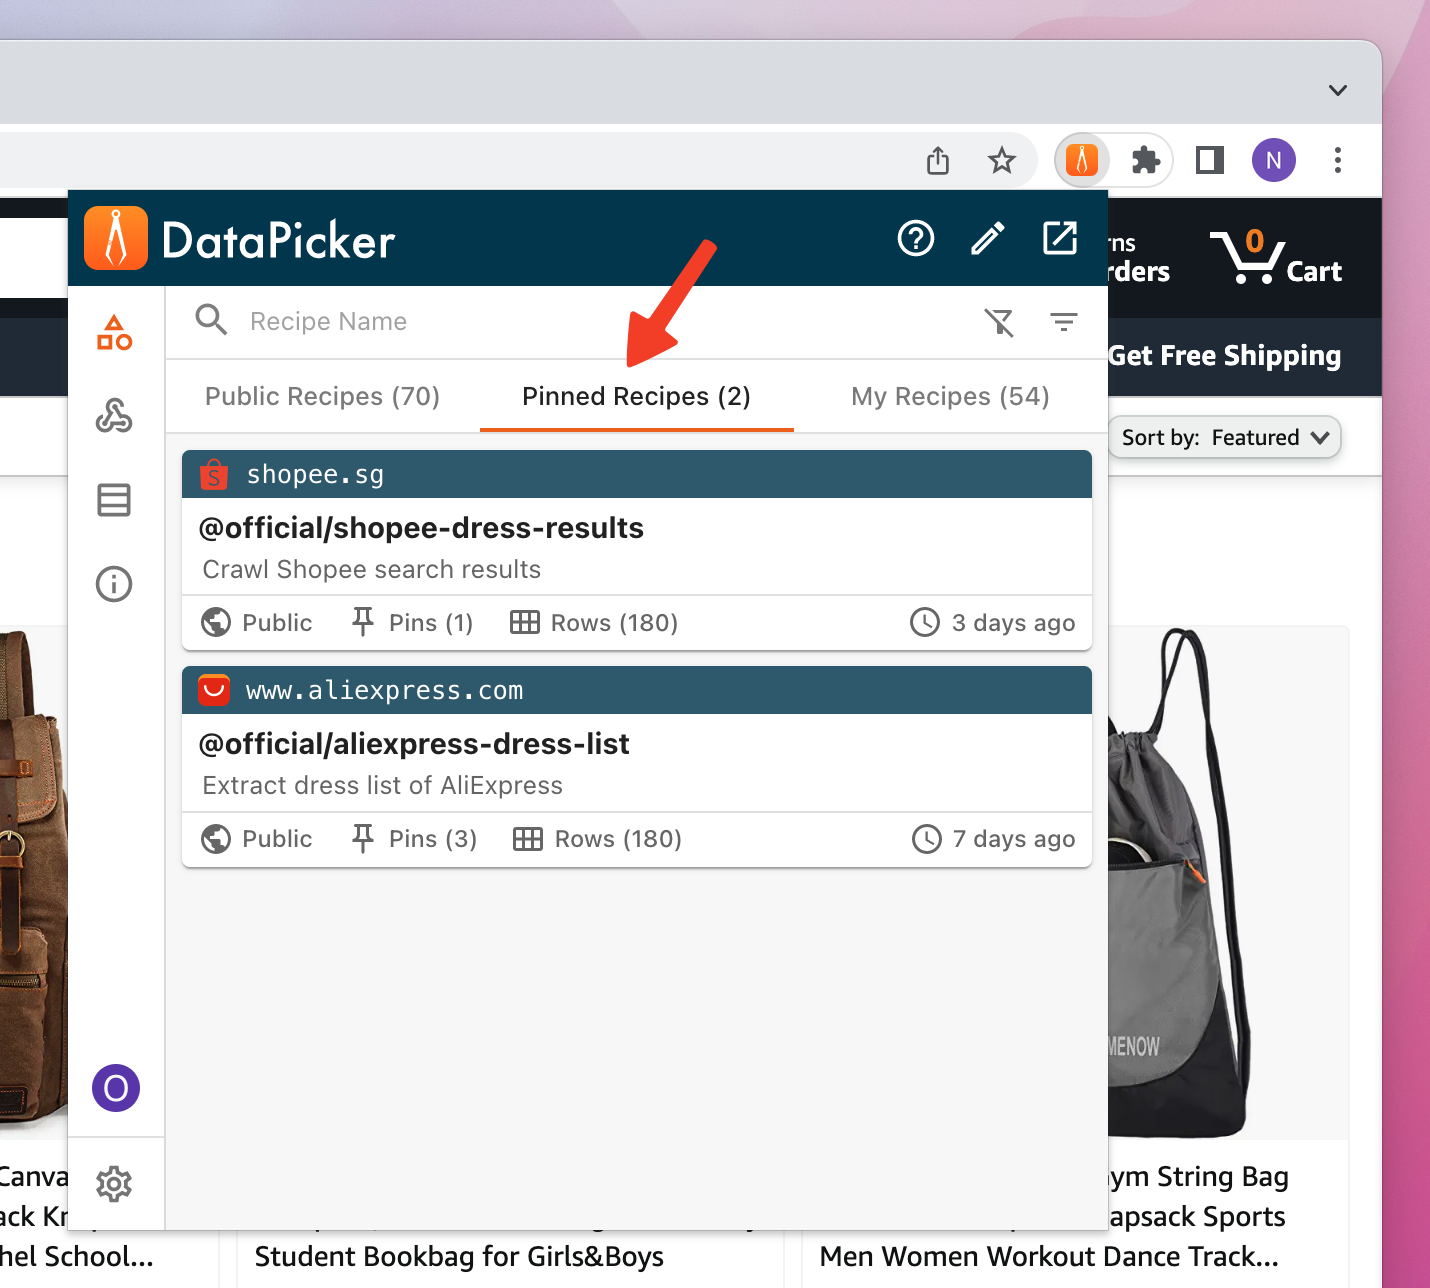 N
DataPicker
rns
rders
0
Cart
Recipe Name
Get Free Shipping
Public Recipes (70)
Pinned Recipes (2)
My Recipes (54)
Sort by: Featured
shopee.sg
@official/shopee-dress-results
Crawl Shopee search results
Public
Pins (1)
Rows (180)
3 days ago
www.aliexpress.com
@official/aliexpress-dress-list
Extract dress list of AliExpress
Public
Pins (3)
Rows (180)
7 days ago
MENOW
O
Canva
ack Kn
hel School...
Student Bookbag for Girls&Boys
ym String Bag
apsack Sports
Men Women Workout Dance Track...